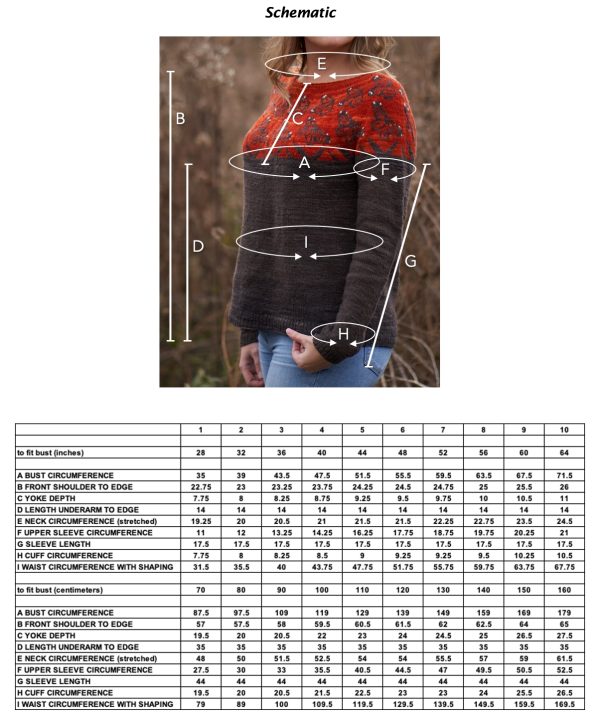 Schematic
E
B
C
A
F
D
I
G
H
1 2 3 4 5 6 7 8 9 10
to fit bust (inches) 28 32 36 40 44 48 52 56 60 64
A BUST CIRCUMFERENCE 35 39 43.5 47.5 51.5 55.5 59.5 63.5 67.5 71.5
B FRONT SHOULDER TO EDGE 22.75 23 23.25 23.75 24.25 24.5 24.75 25 25.5 26
C YOKE DEPTH 7.75 8 8.25 8.75 9.25 9.5 9.75 10 10.5 11
D LENGTH UNDERARM TO EDGE 14 14 14 14 14 14 14 14 14 14
E NECK CIRCUMFERENCE (stretched) 19.25 20 20.5 21 21.5 21.5 22.25 22.75 23.5 24.5
F UPPER SLEEVE CIRCUMFERENCE 11 12 13.25 14.25 16.25 17.75 18.75 19.75 20.25 21
G SLEEVE LENGTH 17.5 17.5 17.5 17.5 17.5 17.5 17.5 17.5 17.5 17.5
H CUFF CIRCUMFERENCE 7.75 8 8.25 8.5 9 9.25 9.25 9.5 10.25 10.5
I WAIST CIRCUMFERENCE WITH SHAPING 31.5 35.5 40 43.75 47.75 51.75 55.75 59.75 63.75 67.75
to fit bust (centimeters) 70 80 90 100 110 120 130 140 150 160
A BUST CIRCUMFERENCE 87.5 97.5 109 119 129 139 149 159 169 179
B FRONT SHOULDER TO EDGE 57 57.5 58 59.5 60.5 61.5 62 62.5 64 65
C YOKE DEPTH 19.5 20 20.5 22 23 24 24.5 25 26.5 27.5
D LENGTH UNDERARM TO EDGE 35 35 35 35 35 35 35 35 35 35
E NECK CIRCUMFERENCE (stretched) 48 50 51.5 52.5 54 54 55.5 57 59 61.5
F UPPER SLEEVE CIRCUMFERENCE 27.5 30 33 35.5 40.5 44.5 47 49.5 50.5 52.5
G SLEEVE LENGTH 44 44 44 44 44 44 44 44 44 44
H CUFF CIRCUMFERENCE 19.5 20 20.5 21.5 22.5 23 23 24 25.5 26.5
I WAIST CIRCUMFERENCE WITH SHAPING 79 89 100 109.5 119.5 129.5 139.5 149.5 159.5 169.5